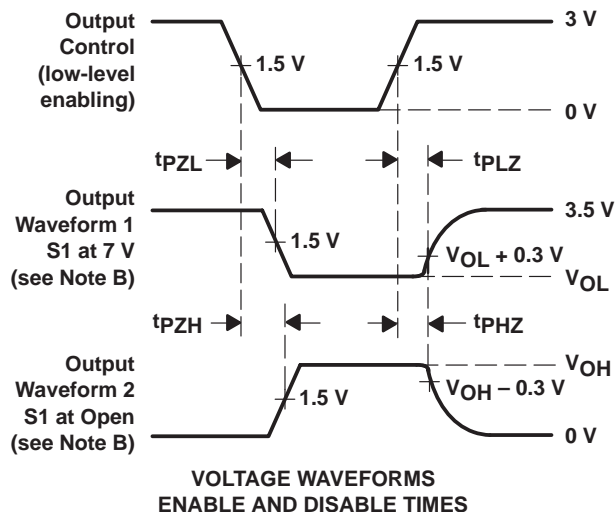 Output
Control
(low-level
enabling)
1.5 V
1.5 V
3 V
0 V
tPZL
tPLZ
Output
Waveform 1
S1 at 7 V
(see Note B)
1.5 V
3.5 V
VOL + 0.3 V
VOL
tPZH
tPHZ
Output
Waveform 2
S1 at Open
(see Note B)
1.5 V
VOH
VOH – 0.3 V
0 V
VOLTAGE WAVEFORMS
ENABLE AND DISABLE TIMES